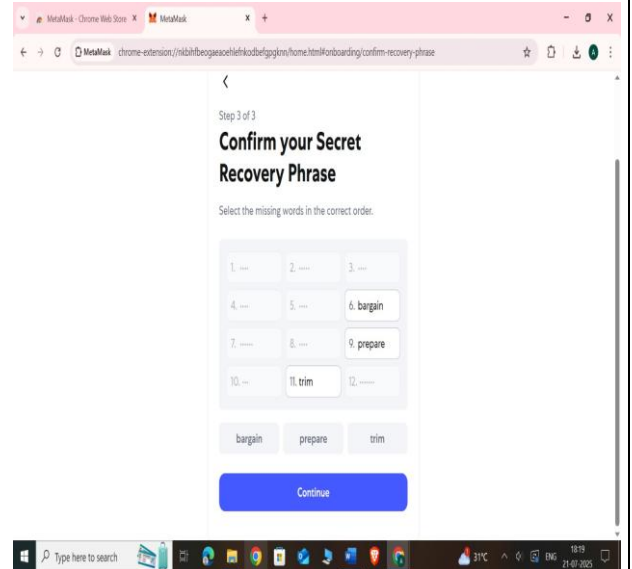 MetaMask - Chrome Web Store
MetaMask
MetaMask chrome-extension://nkbihfbeogaeaoehlefnkodbefgpgknn/home.html#onboarding/confirm-recovery-phrase
Step 3 of 3
Confirm your Secret
Recovery Phrase
Select the missing words in the correct order.
1. ···· 2. ····· 3. ····
4. ···· 5. ···· 6. bargain
7. ······ 8. ···· 9. prepare
10. ··· 11. trim 12. ······
bargain prepare trim
Continue
Type here to search
31°C ENG 18:19
21-07-2025